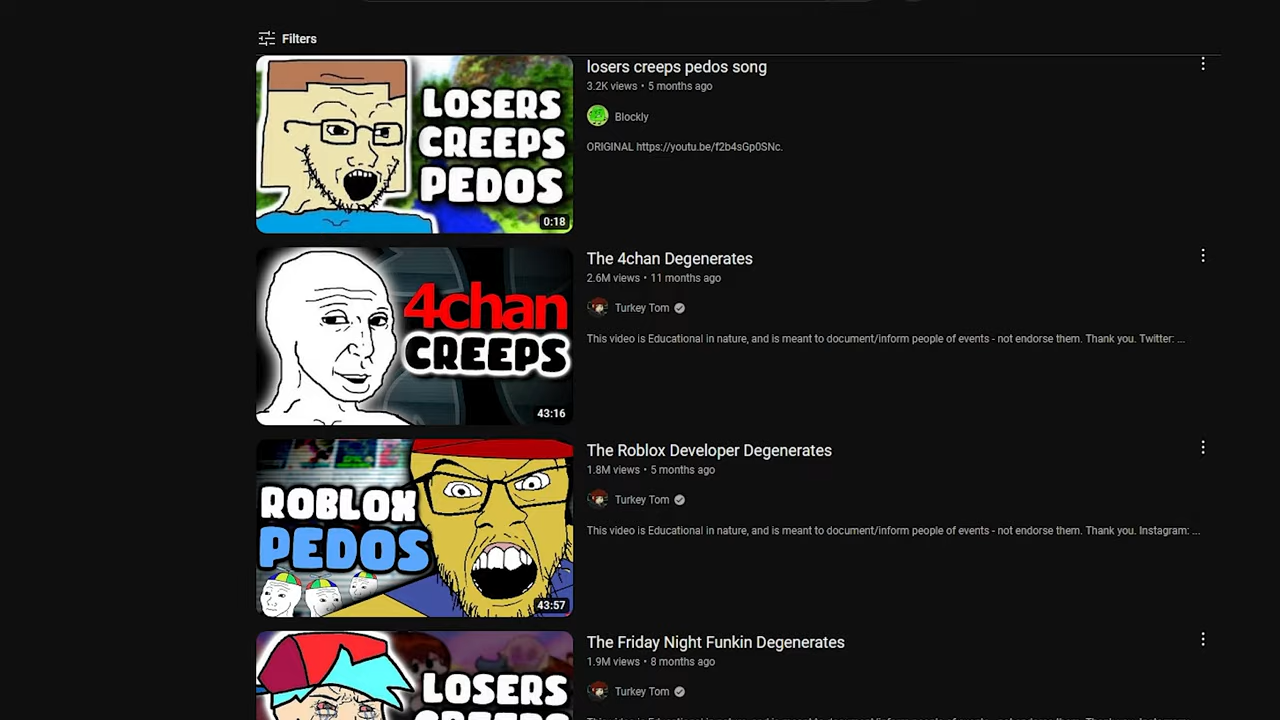 Filters
LOSERS
CREEPS
PEDOS
0:18
losers creeps pedos song
3.2K views • 5 months ago
Blockly
ORIGINAL https://youtu.be/f2b4sGp0SNc.
4chan
CREEPS
43:16
The 4chan Degenerates
2.6M views • 11 months ago
Turkey Tom
This video is Educational in nature, and is meant to document/inform people of events - not endorse them. Thank you. Twitter: ...
ROBLOX
PEDOS
43:57
The Roblox Developer Degenerates
1.8M views • 5 months ago
Turkey Tom
This video is Educational in nature, and is meant to document/inform people of events - not endorse them. Thank you. Instagram: ...
LOSERS
CREEPS
The Friday Night Funkin Degenerates
1.9M views • 8 months ago
Turkey Tom